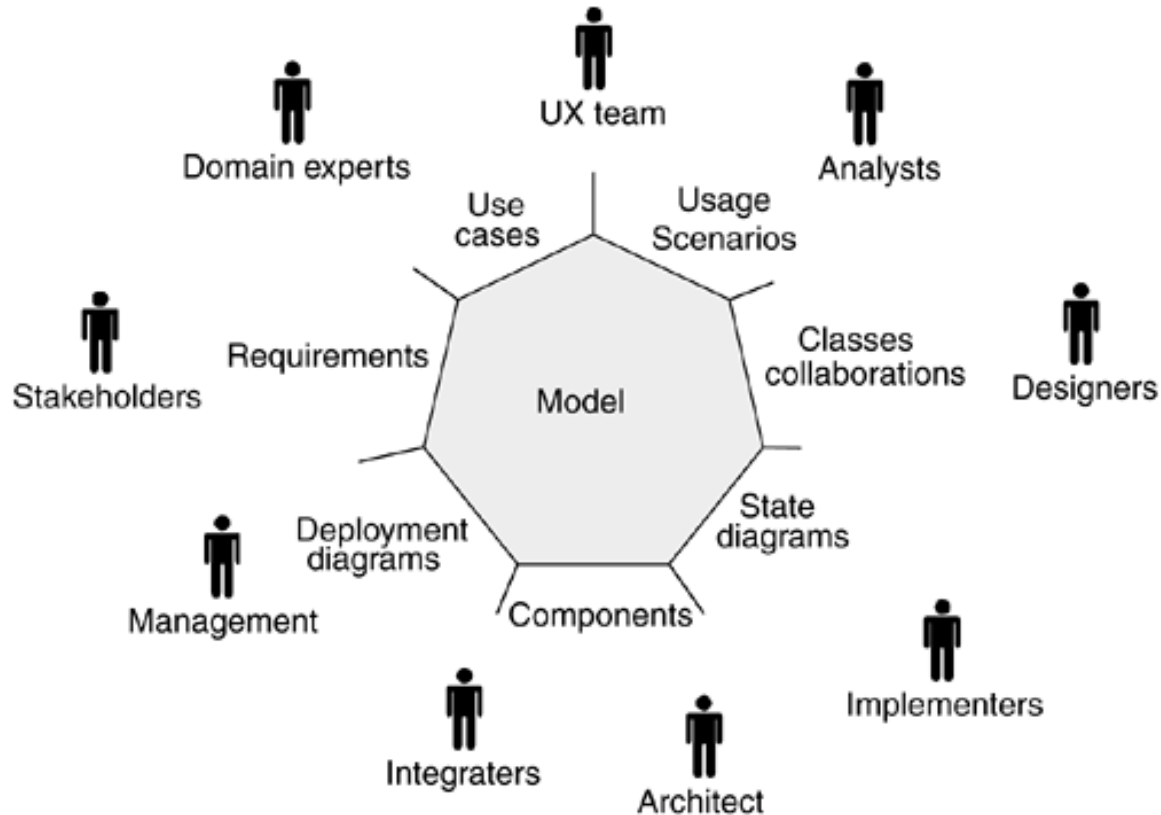 UX team
Domain experts
Analysts
Use
cases
Usage
Scenarios
Stakeholders
Requirements
Classes
collaborations
Designers
Model
Deployment
diagrams
State
diagrams
Management
Components
Implementers
Integraters
Architect